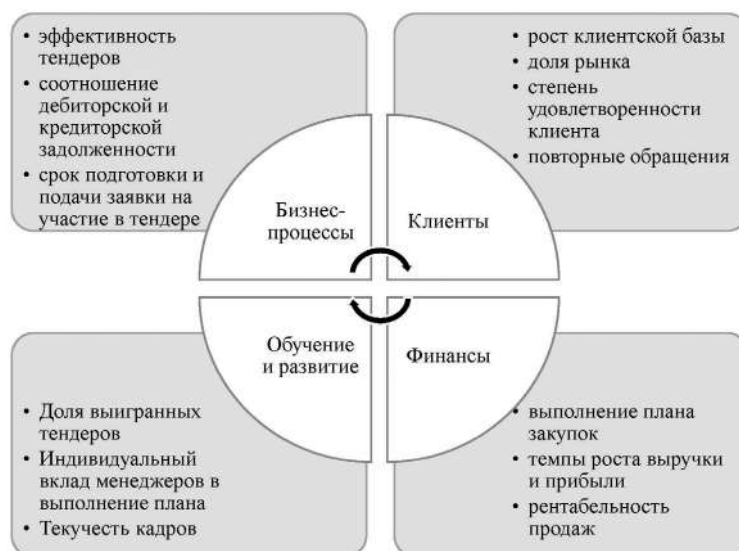 • эффективность
тендеров
• соотношение
дебиторской и
кредиторской
задолженности
• срок подготовки и
подачи заявки на
участие в тендере
• рост клиентской базы
• доля рынка
• степень
удовлетворенности
клиента
• повторные обращения
Бизнес-
процессы
Клиенты
Обучение
и развитие
Финансы
• Доля выигранных
тендеров
• Индивидуальный
вклад менеджеров в
выполнение плана
• Текучесть кадров
• выполнение плана
закупок
• темпы роста выручки
и прибыли
• рентабельность
продаж